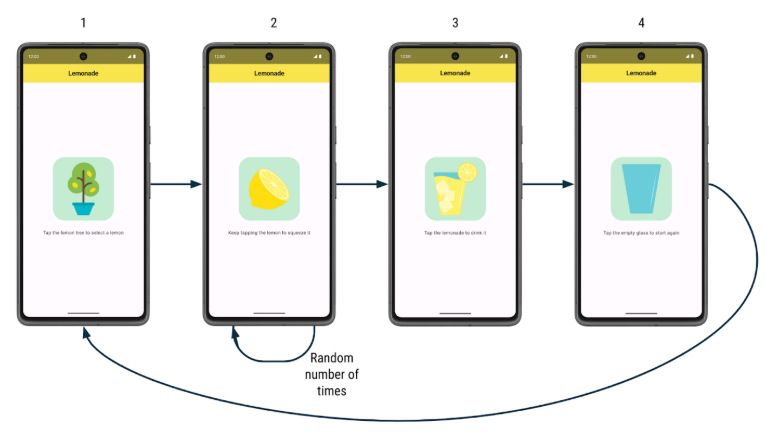 1
2
3
4
12:00
12:00
12:00
12:00
Lemonade
Lemonade
Lemonade
Lemonade
Tap the lemon tree to select a lemon
Keep tapping the lemon to squeeze it
Tap the lemonade to drink it
Tap the empty glass to start again
Random
number of
times